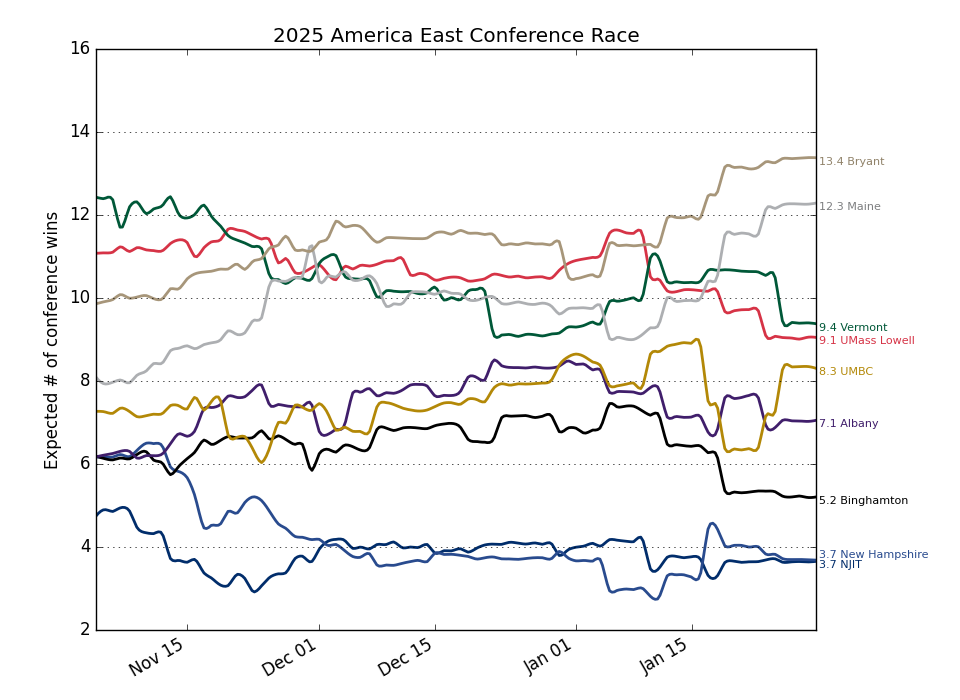 2025 America East Conference Race
Expected # of conference wins
16
14
12
10
8
6
4
2
Nov 15
Dec 01
Dec 15
Jan 01
Jan 15
13.4 Bryant
12.3 Maine
9.4 Vermont
9.1 UMass Lowell
8.3 UMBC
7.1 Albany
5.2 Binghamton
3.7 New Hampshire
3.7 NJIT